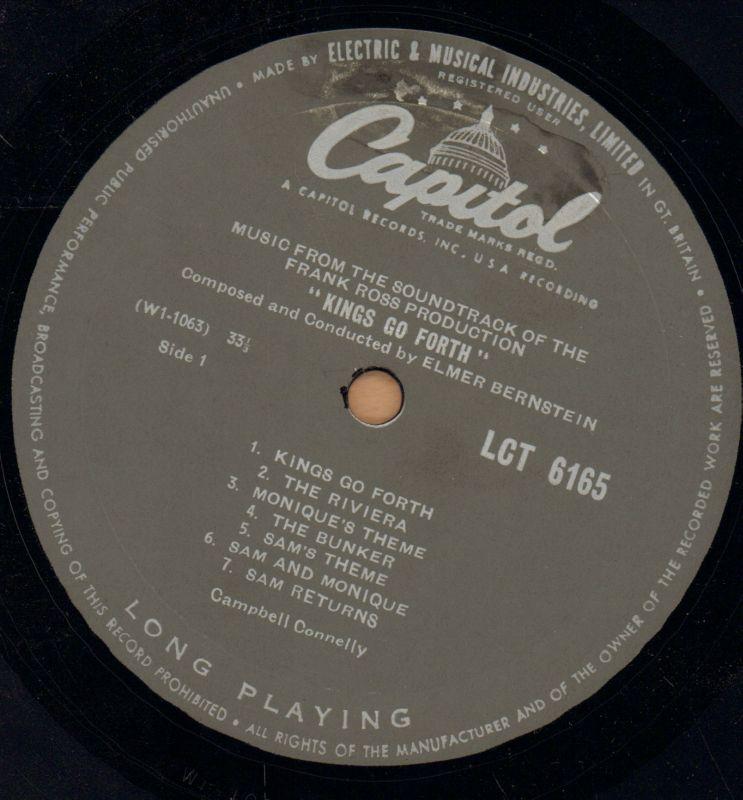 MADE BY ELECTRIC & MUSICAL INDUSTRIES, LIMITED IN GT. BRITAIN • ALL RIGHTS OF THE MANUFACTURER AND OF THE OWNER OF THE RECORDED WORK ARE RESERVED
UNAUTHORISED PUBLIC PERFORMANCE, BROADCASTING AND COPYING OF THIS RECORD PROHIBITED •
REGISTERED USER
Capitol
TRADE MARKS REGD.
A CAPITOL RECORDS, INC., U S A RECORDING
MUSIC FROM THE SOUNDTRACK OF THE
FRANK ROSS PRODUCTION
"KINGS GO FORTH"
Composed and Conducted by ELMER BERNSTEIN
(W1-1063) 33⅓
Side 1
LCT 6165
1. KINGS GO FORTH
2. THE RIVIERA
3. MONIQUE'S THEME
4. THE BUNKER
5. SAM'S THEME
6. SAM AND MONIQUE
7. SAM RETURNS
Campbell Connelly
LONG PLAYING